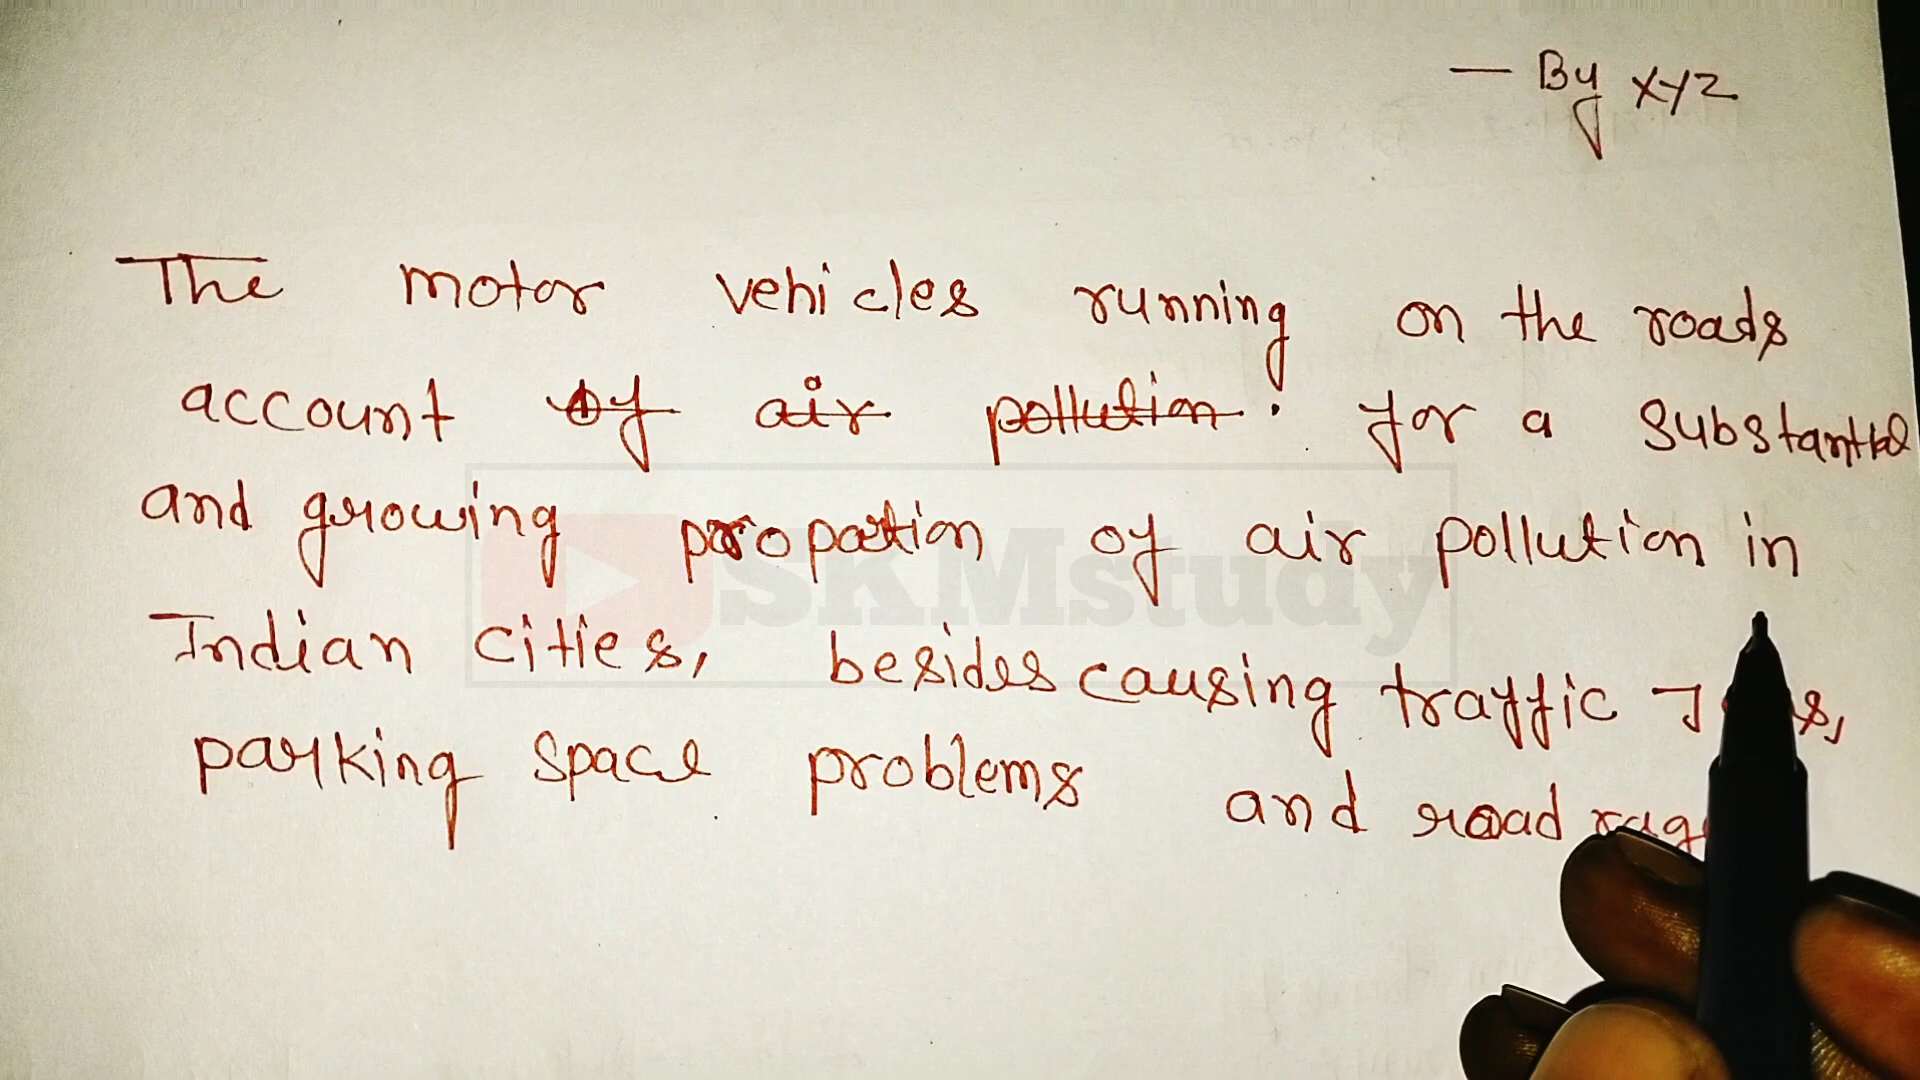 — By XYZ
The motor vehicles running on the roads
account of air pollution. for a substantial
and growing proportion of air pollution in
SKMstudy
Indian cities, besides causing traffic
parking space problems and road